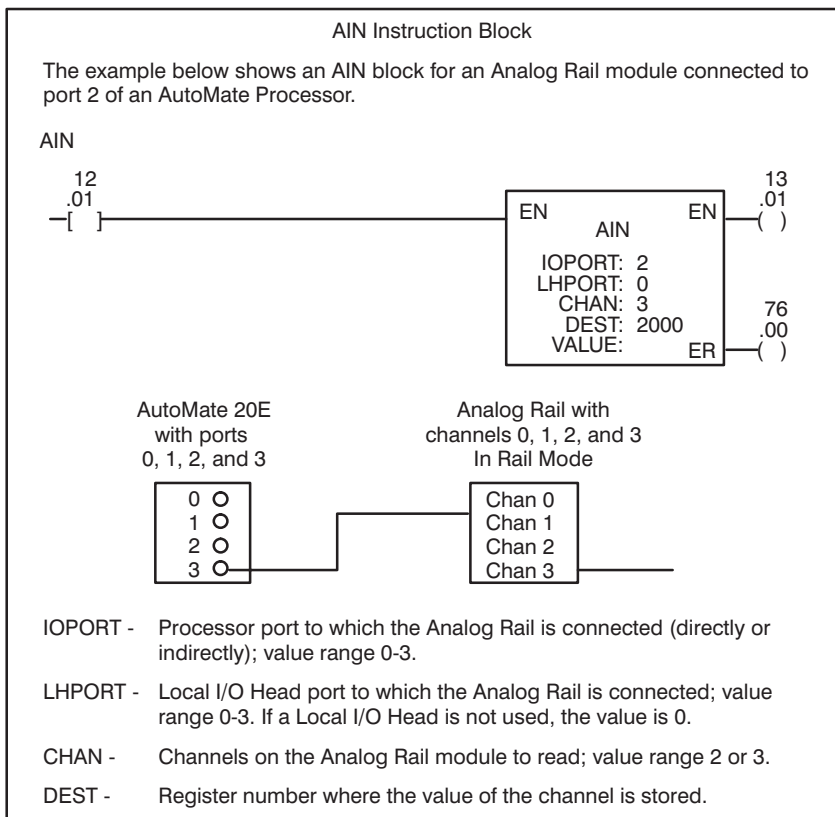 AIN Instruction Block
The example below shows an AIN block for an Analog Rail module connected to
port 2 of an AutoMate Processor.
AIN
12
.01
13
.01
EN EN
AIN
IOPORT: 2
LHPORT: 0
CHAN: 3
DEST: 2000
VALUE:
ER
76
.00
AutoMate 20E
with ports
0, 1, 2, and 3
0
1
2
3
Analog Rail with
channels 0, 1, 2, and 3
In Rail Mode
Chan 0
Chan 1
Chan 2
Chan 3
IOPORT - Processor port to which the Analog Rail is connected (directly or
indirectly); value range 0-3.
LHPORT - Local I/O Head port to which the Analog Rail is connected; value
range 0-3. If a Local I/O Head is not used, the value is 0.
CHAN - Channels on the Analog Rail module to read; value range 2 or 3.
DEST - Register number where the value of the channel is stored.